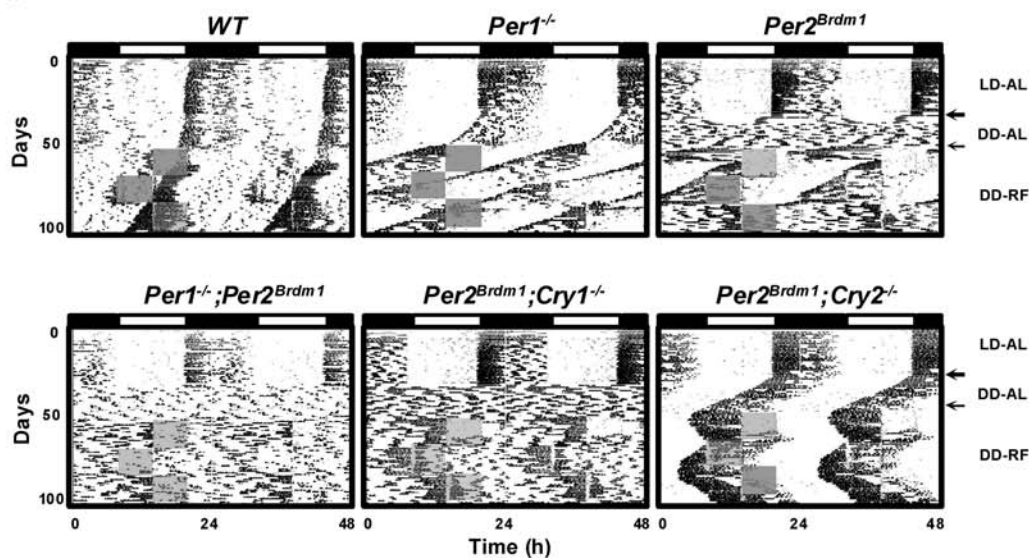 WT Per1-/- Per2Brdm1
0
50
100
Days
LD-AL
DD-AL
DD-RF
Per1-/-;Per2Brdm1 Per2Brdm1;Cry1-/- Per2Brdm1;Cry2-/-
0
50
100
Days
LD-AL
DD-AL
DD-RF
0 24 48 0 24 48 0 24 48
Time (h)